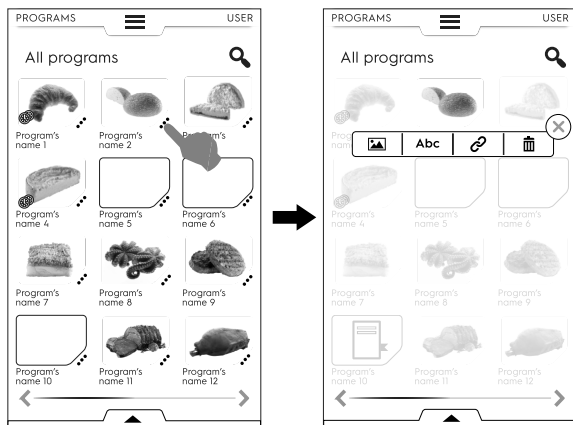 PROGRAMS
USER
All programs
Program's
name 1
Program's
name 2
Program's
name 4
Program's
name 5
Program's
name 6
Program's
name 7
Program's
name 8
Program's
name 9
Program's
name 10
Program's
name 11
Program's
name 12
PROGRAMS
USER
All programs
Abc
Program's
name 4
Program's
name 5
Program's
name 6
Program's
name 7
Program's
name 8
Program's
name 9
Program's
name 10
Program's
name 11
Program's
name 12